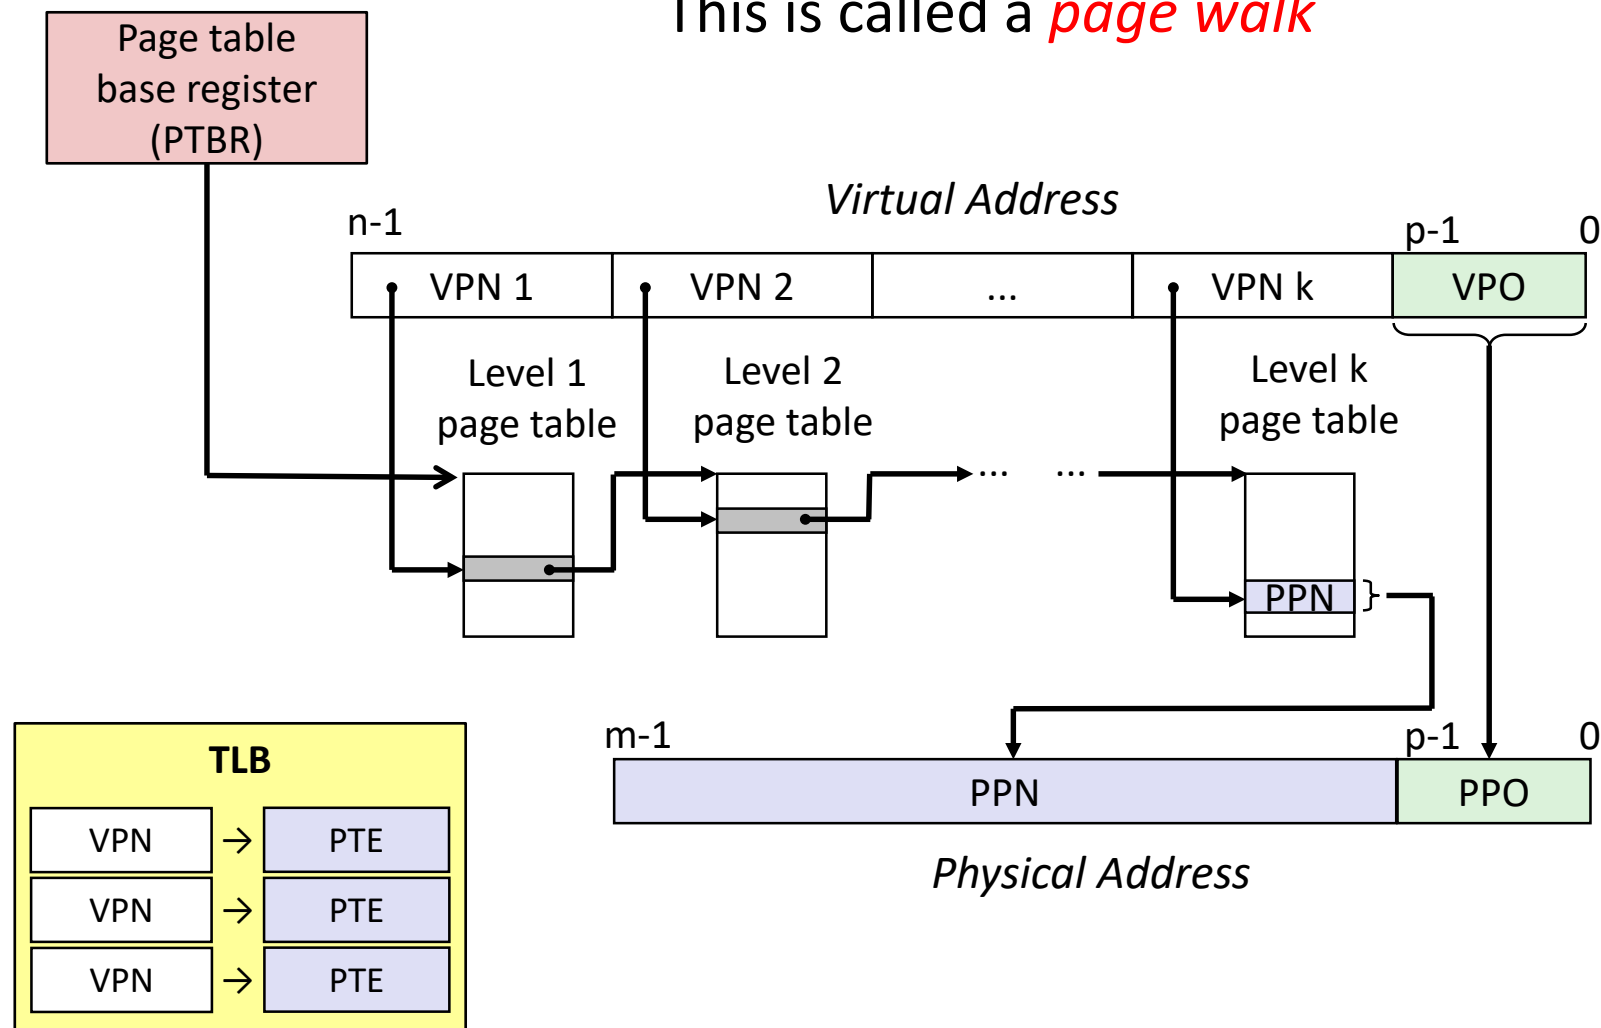 This is called a page walk
Page table
base register
(PTBR)
Virtual Address
n-1
p-1
0
VPN 1
VPN 2
...
VPN k
VPO
Level 1
page table
Level 2
page table
Level k
page table
...
...
PPN
m-1
p-1
0
PPN
PPO
Physical Address
TLB
VPN → PTE
VPN → PTE
VPN → PTE